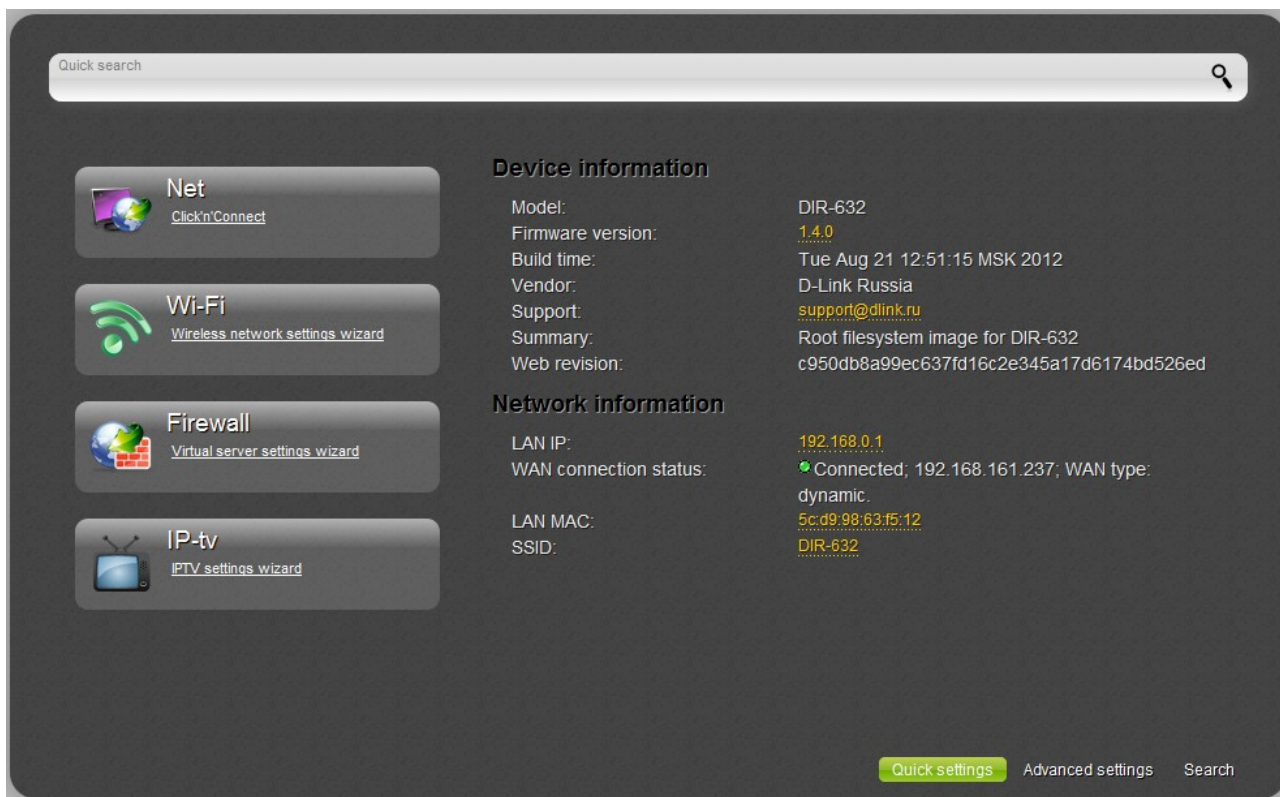 Quick search
Net
Click'n'Connect
Wi-Fi
Wireless network settings wizard
Firewall
Virtual server settings wizard
IP-tv
IPTV settings wizard
Device information
Model: DIR-632
Firmware version: 1.4.0
Build time: Tue Aug 21 12:51:15 MSK 2012
Vendor: D-Link Russia
Support: support@dlink.ru
Summary: Root filesystem image for DIR-632
Web revision: c950db8a99ec637fd16c2e345a17d6174bd526ed
Network information
LAN IP: 192.168.0.1
WAN connection status: Connected; 192.168.161.237; WAN type:
dynamic.
LAN MAC: 5c:d9:98:63:f5:12
SSID: DIR-632
Quick settings Advanced settings Search